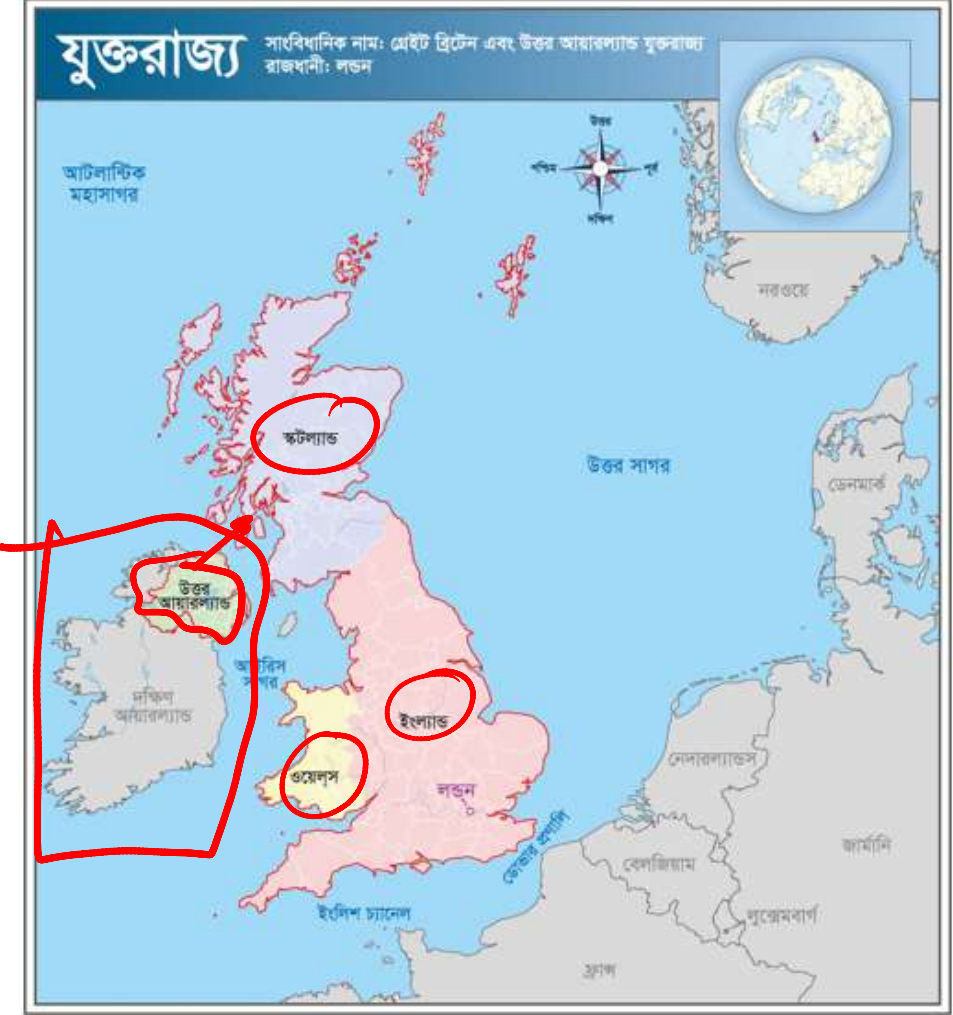 যুক্তরাজ্য
সাংবিধানিক নাম: গ্রেইট ব্রিটেন এবং উত্তর আয়ারল্যান্ড যুক্তরাজ্য
রাজধানী: লন্ডন
আটলান্টিক
মহাসাগর
উত্তর
পশ্চিম
পূর্ব
দক্ষিণ
নরওয়ে
স্কটল্যান্ড
উত্তর সাগর
ডেনমার্ক
উত্তর
আয়ারল্যান্ড
আইরিস
সাগর
দক্ষিণ
আয়ারল্যান্ড
ইংল্যান্ড
ওয়েল্‌স
লন্ডন
নেদারল্যান্ডস
ডোভার প্রণালি
জার্মানি
বেলজিয়াম
ইংলিশ চ্যানেল
লুক্সেমবার্গ
ফ্রান্স